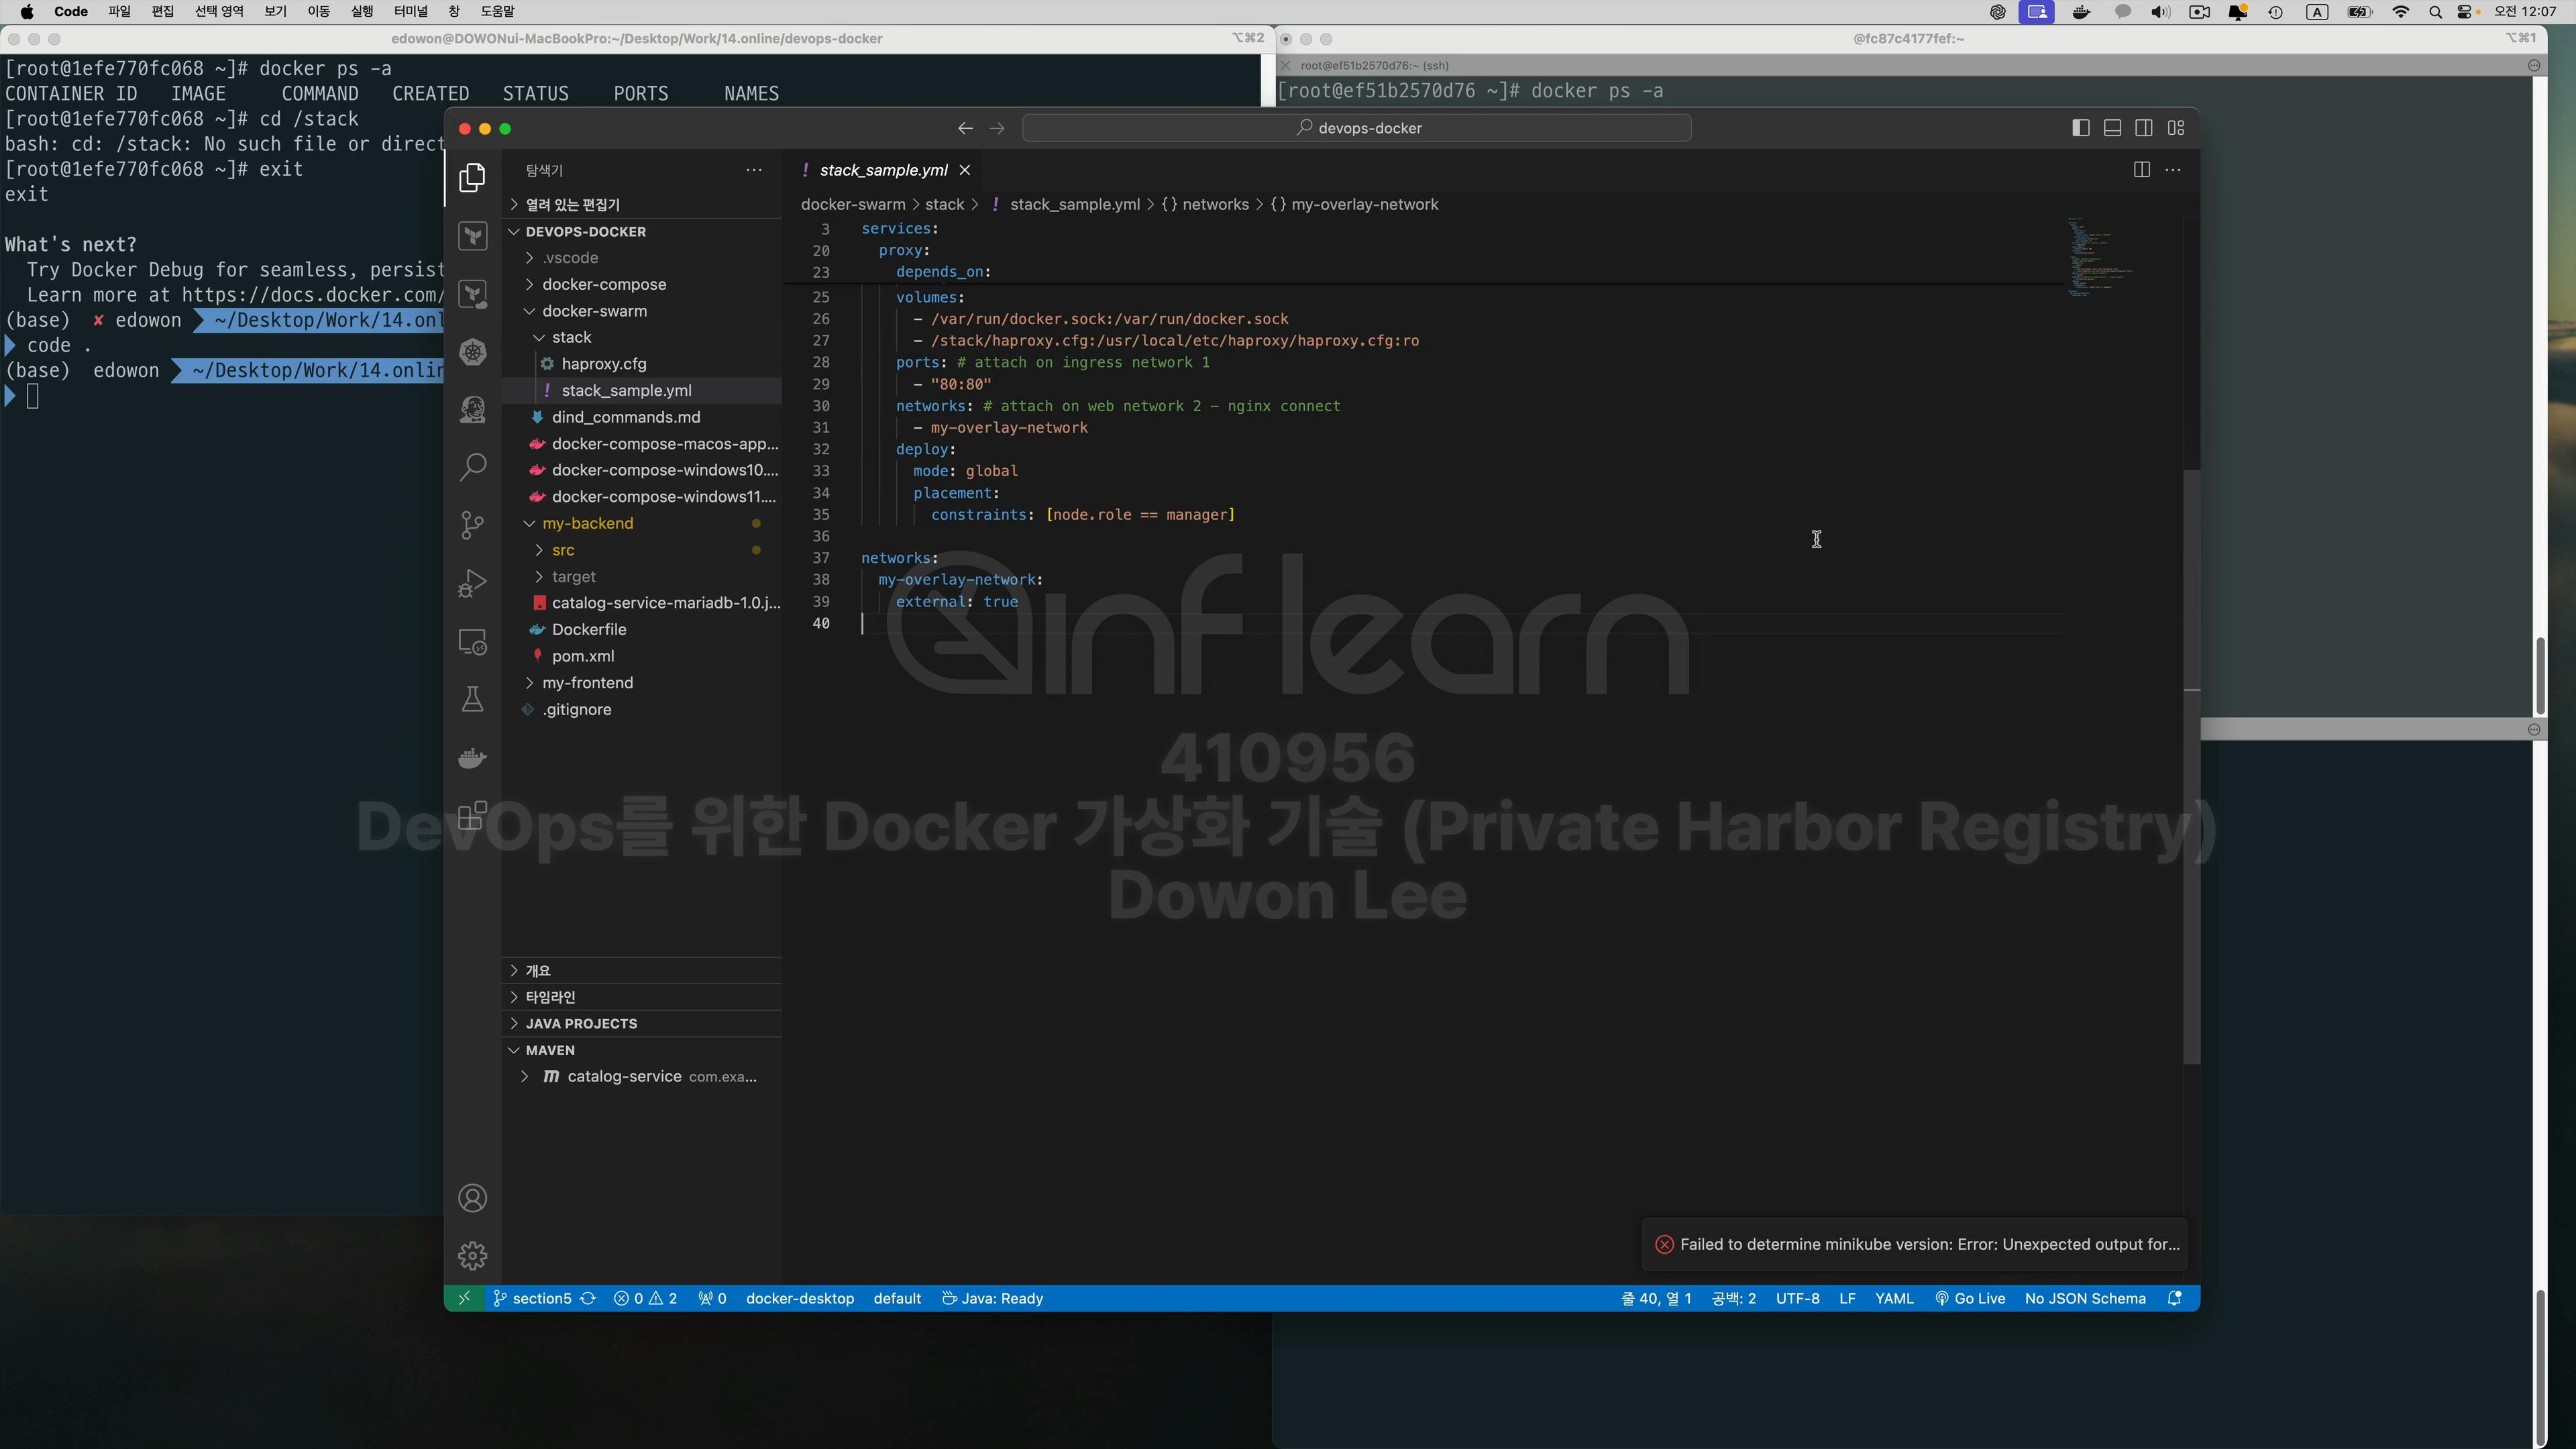 Code 파일 편집 선택 영역 보기 이동 실행 터미널 창 도움말
A 오전 12:07
edowon@DOWONui-MacBookPro:~/Desktop/Work/14.online/devops-docker ⌥⌘2
@fc87c4177fef:~ ⌥⌘1
root@ef51b2570d76:~ (ssh)
[root@ef51b2570d76 ~]# docker ps -a
[root@1efe770fc068 ~]# docker ps -a
CONTAINER ID IMAGE COMMAND CREATED STATUS PORTS NAMES
[root@1efe770fc068 ~]# cd /stack
bash: cd: /stack: No such file or direct
[root@1efe770fc068 ~]# exit
exit
What's next?
Try Docker Debug for seamless, persist
Learn more at https://docs.docker.com/
(base) ✘ edowon ~/Desktop/Work/14.onl
code .
(base) edowon ~/Desktop/Work/14.onlin
devops-docker
탐색기 ···
열려 있는 편집기
DEVOPS-DOCKER
.vscode
docker-compose
docker-swarm
stack
haproxy.cfg
! stack_sample.yml
dind_commands.md
docker-compose-macos-app...
docker-compose-windows10....
docker-compose-windows11....
my-backend
src
target
catalog-service-mariadb-1.0.j...
Dockerfile
pom.xml
my-frontend
.gitignore
개요
타임라인
JAVA PROJECTS
MAVEN
catalog-service com.exa...
! stack_sample.yml
docker-swarm > stack > ! stack_sample.yml > {} networks > {} my-overlay-network
3 services:
20 proxy:
23 depends_on:
25 volumes:
26 - /var/run/docker.sock:/var/run/docker.sock
27 - /stack/haproxy.cfg:/usr/local/etc/haproxy/haproxy.cfg:ro
28 ports: # attach on ingress network 1
29 - "80:80"
30 networks: # attach on web network 2 - nginx connect
31 - my-overlay-network
32 deploy:
33 mode: global
34 placement:
35 constraints: [node.role == manager]
36
37 networks:
38 my-overlay-network:
39 external: true
40
inflearn
410956
DevOps를 위한 Docker 가상화 기술 (Private Harbor Registry)
Dowon Lee
Failed to determine minikube version: Error: Unexpected output for...
section5 0 2 0 docker-desktop default Java: Ready
줄 40, 열 1 공백: 2 UTF-8 LF YAML Go Live No JSON Schema